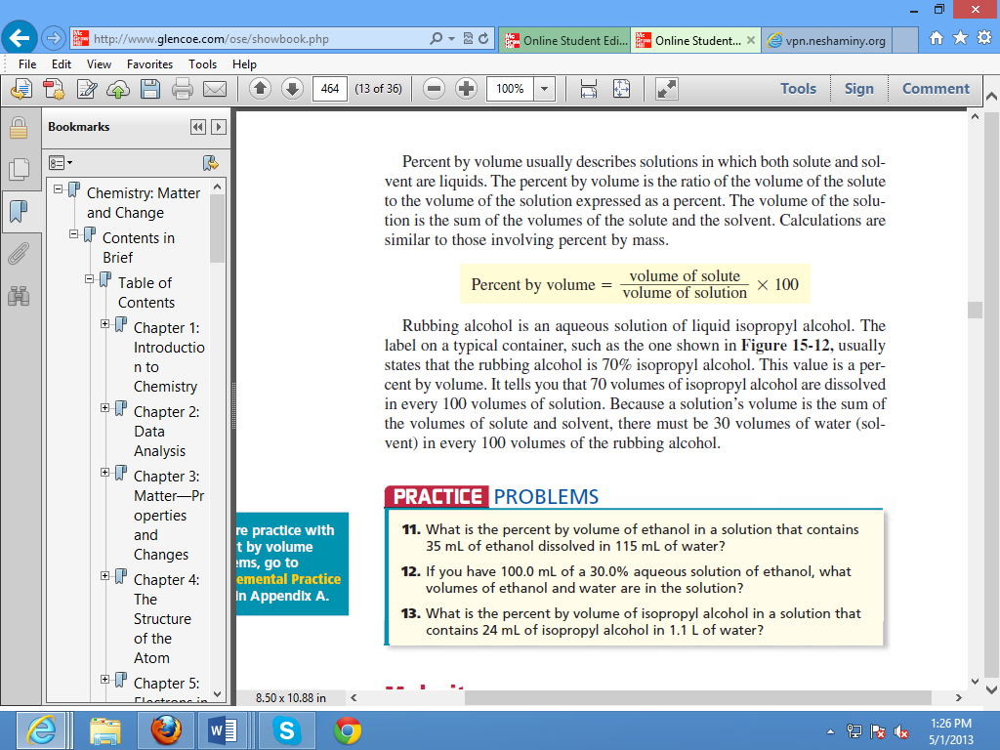 http://www.glencoe.com/ose/showbook.php
Online Student Edi...
Online Student...
vpn.neshaminy.org
File Edit View Favorites Tools Help
464 (13 of 36) 100% Tools Sign Comment
Bookmarks
Chemistry: Matter
and Change
Contents in
Brief
Table of
Contents
Chapter 1:
Introductio
n to
Chemistry
Chapter 2:
Data
Analysis
Chapter 3:
Matter—Pr
operties
and
Changes
Chapter 4:
The
Structure
of the
Atom
Chapter 5:
Percent by volume usually describes solutions in which both solute and sol-
vent are liquids. The percent by volume is the ratio of the volume of the solute
to the volume of the solution expressed as a percent. The volume of the solu-
tion is the sum of the volumes of the solute and the solvent. Calculations are
similar to those involving percent by mass.
Percent by volume = volume of solute / volume of solution × 100
Rubbing alcohol is an aqueous solution of liquid isopropyl alcohol. The
label on a typical container, such as the one shown in Figure 15-12, usually
states that the rubbing alcohol is 70% isopropyl alcohol. This value is a per-
cent by volume. It tells you that 70 volumes of isopropyl alcohol are dissolved
in every 100 volumes of solution. Because a solution's volume is the sum of
the volumes of solute and solvent, there must be 30 volumes of water (sol-
vent) in every 100 volumes of the rubbing alcohol.
PRACTICE PROBLEMS
re practice with
t by volume
ems, go to
emental Practice
in Appendix A.
11. What is the percent by volume of ethanol in a solution that contains
35 mL of ethanol dissolved in 115 mL of water?
12. If you have 100.0 mL of a 30.0% aqueous solution of ethanol, what
volumes of ethanol and water are in the solution?
13. What is the percent by volume of isopropyl alcohol in a solution that
contains 24 mL of isopropyl alcohol in 1.1 L of water?
8.50 x 10.88 in
1:26 PM
5/1/2013